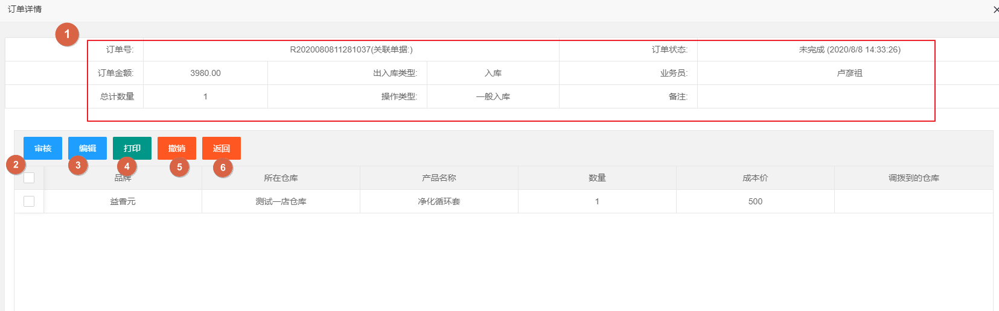 订单详情
1
订单号: R2020080811281037(关联单据:) 订单状态: 未完成 (2020/8/8 14:33:26)
订单金额: 3980.00 出入库类型: 入库 业务员: 卢彦祖
总计数量 1 操作类型: 一般入库 备注:
审核 编辑 打印 撤销 返回
2 3 4 5 6
品牌 所在仓库 产品名称 数量 成本价 调拨到的仓库
益香元 测试一店仓库 净化循环套 1 500